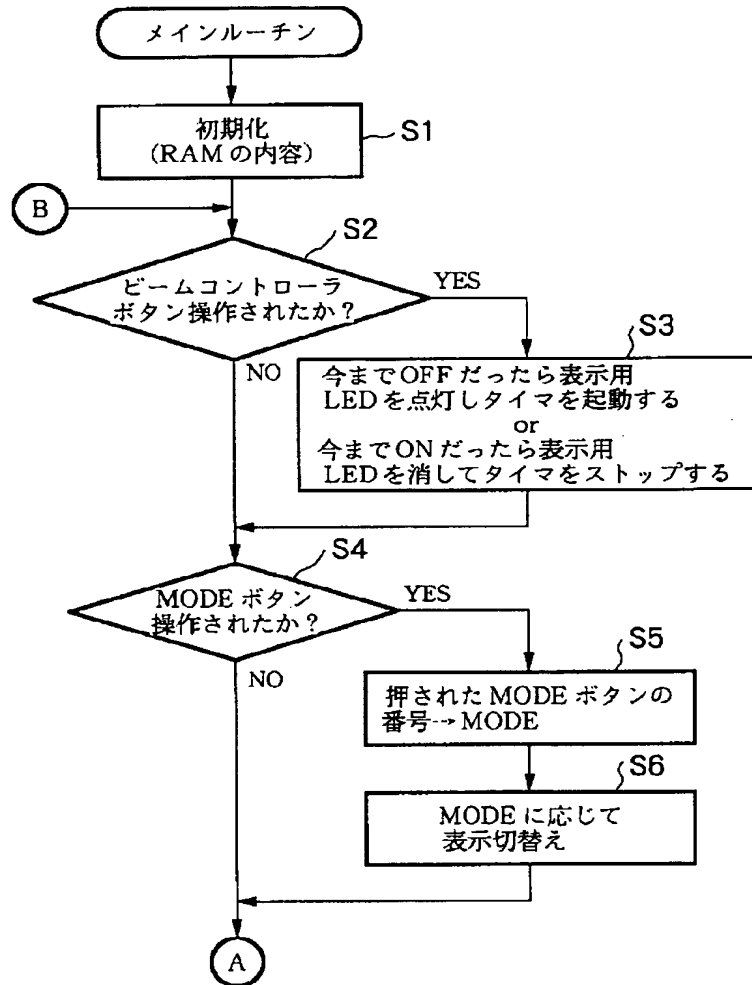 メインルーチン
初期化
(RAMの内容)
S1
B
S2
ビームコントローラ
ボタン操作されたか？
YES
NO
S3
今までOFFだったら表示用
LEDを点灯しタイマを起動する
or
今までONだったら表示用
LEDを消してタイマをストップする
S4
MODEボタン
操作されたか？
YES
NO
S5
押されたMODEボタンの
番号→MODE
S6
MODEに応じて
表示切替え
A